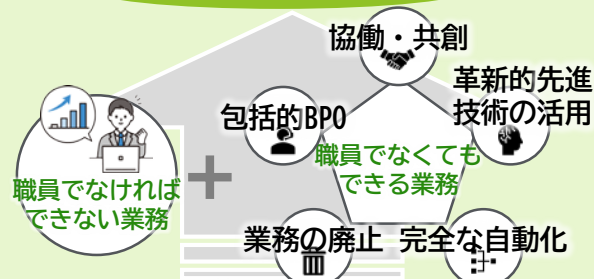 協働・共創
革新的先進
技術の活用
包括的BPO
職員でなくても
できる業務
職員でなければ
できない業務
業務の廃止
完全な自動化